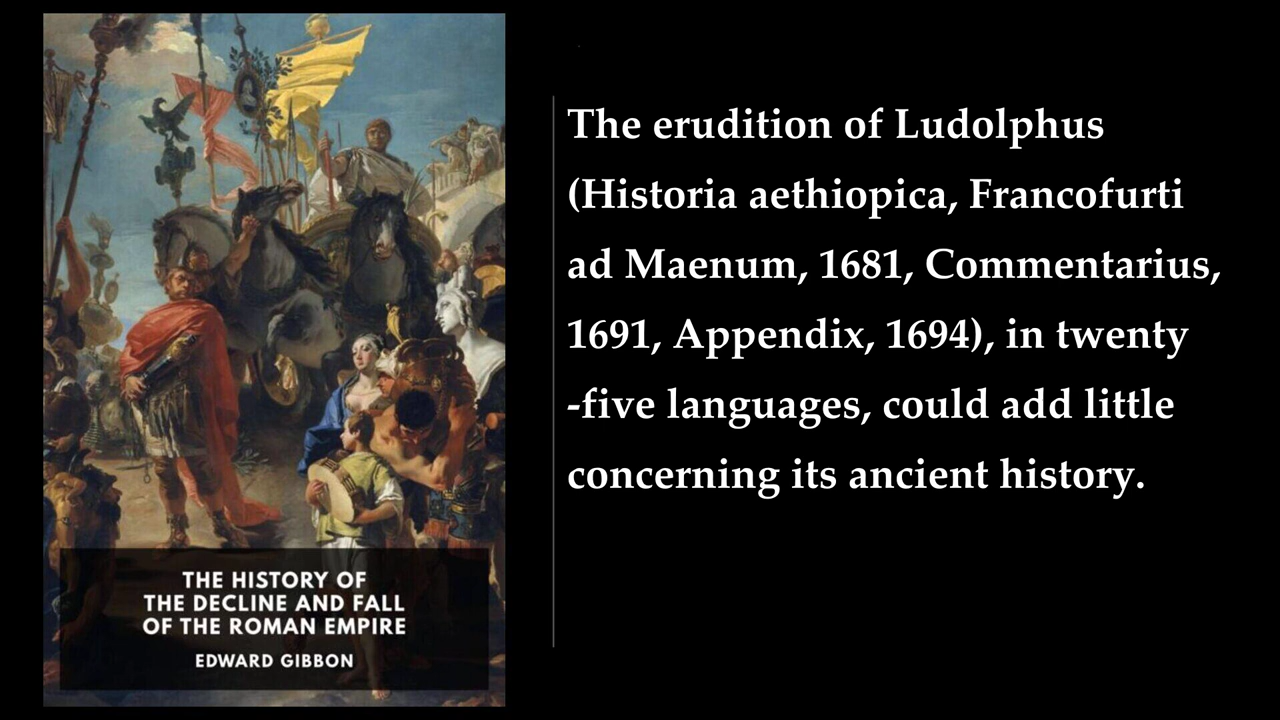 The erudition of Ludolphus
(Historia aethiopica, Francofurti
ad Maenum, 1681, Commentarius,
1691, Appendix, 1694), in twenty
-five languages, could add little
concerning its ancient history.
THE HISTORY OF
THE DECLINE AND FALL
OF THE ROMAN EMPIRE
EDWARD GIBBON